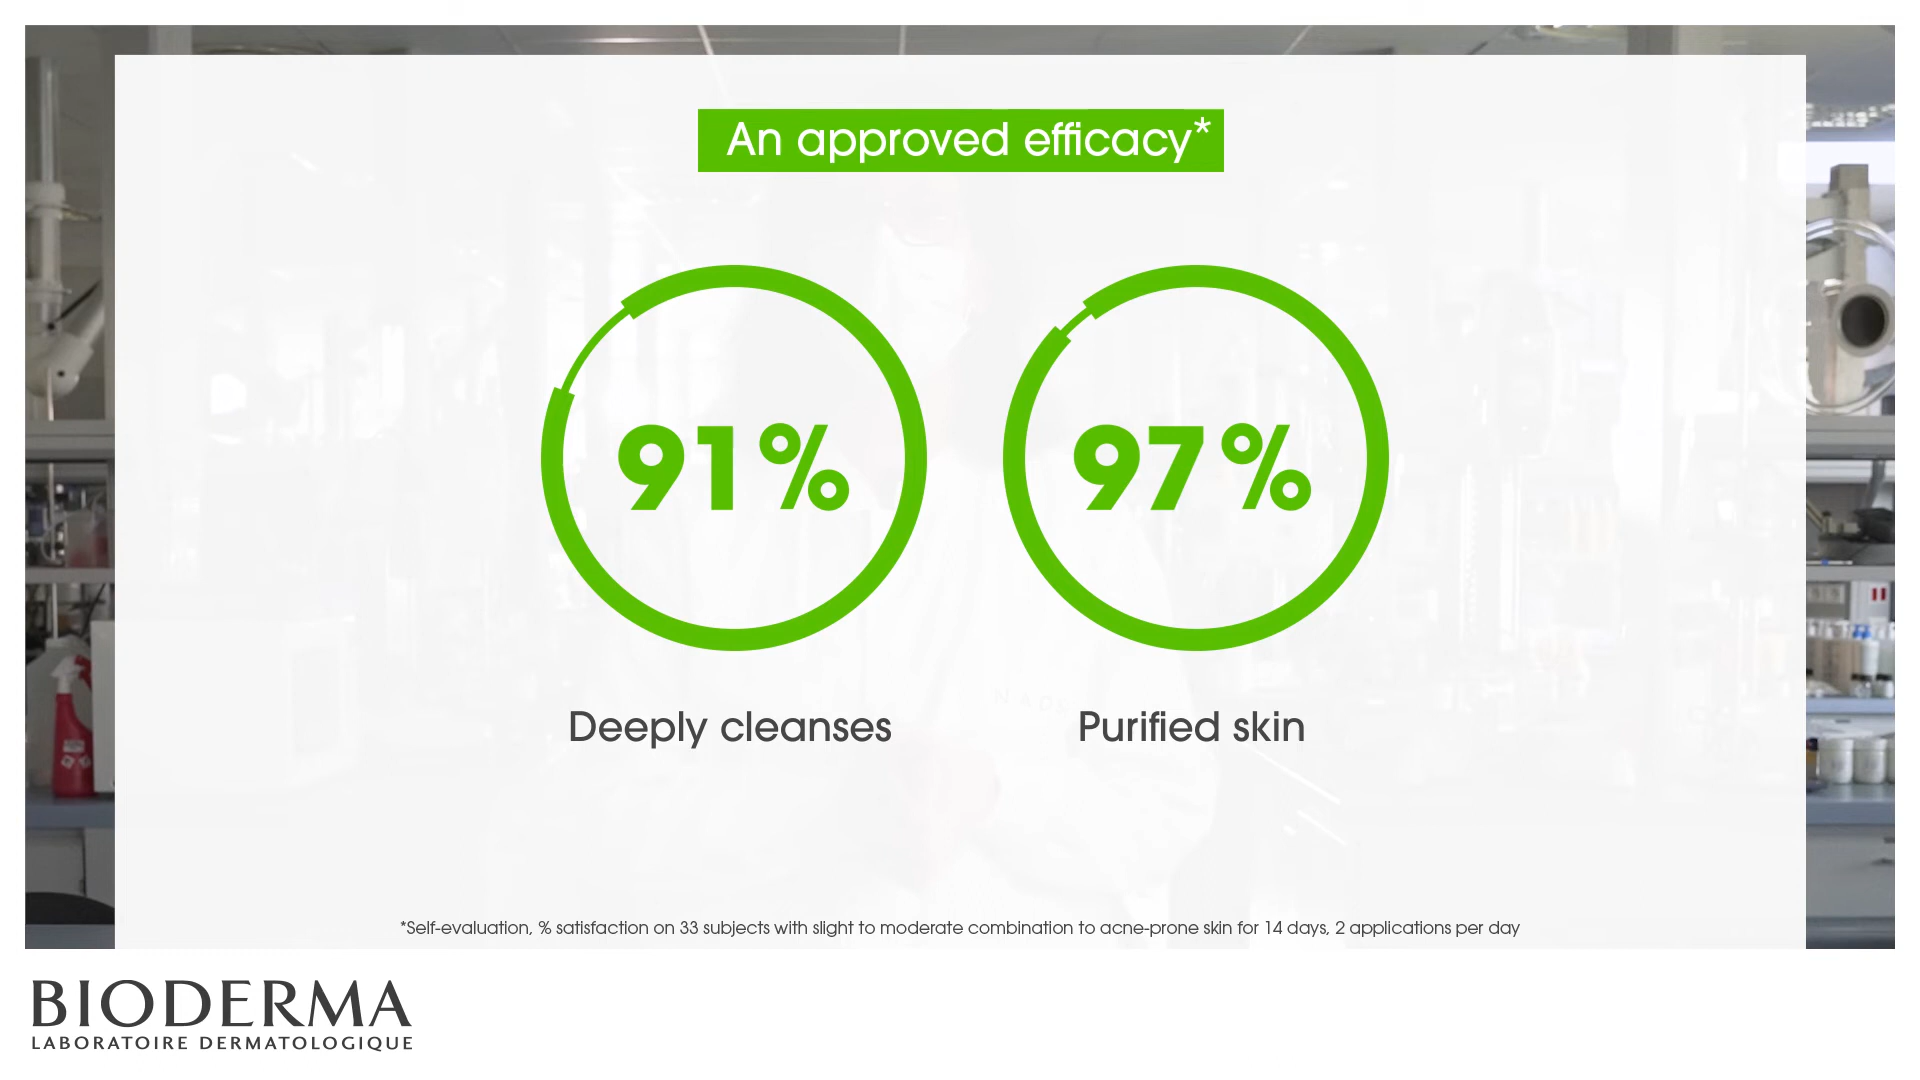 An approved efficacy*
91%
97%
Deeply cleanses
Purified skin
*Self-evaluation, % satisfaction on 33 subjects with slight to moderate combination to acne-prone skin for 14 days, 2 applications per day
BIODERMA
LABORATOIRE DERMATOLOGIQUE